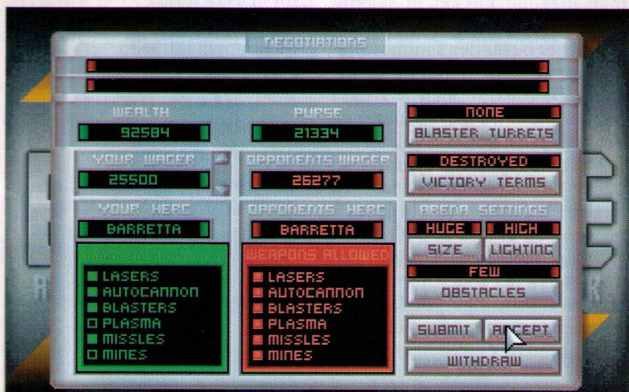 NEGOTIATIONS
WEALTH
92584
PURSE
21334
NONE
BLASTER TURRETS
YOUR WAGER
25500
OPPONENTS WAGER
26277
DESTROYED
VICTORY TERMS
YOUR HERC
BARRETTA
OPPONENTS HERC
BARRETTA
ARENA SETTINGS
HUGE HIGH
SIZE LIGHTING
FEW
OBSTACLES
LASERS
AUTOCANNON
BLASTERS
PLASMA
MISSLES
MINES
WEAPONS ALLOWED
LASERS
AUTOCANNON
BLASTERS
PLASMA
MISSLES
MINES
SUBMIT ACCEPT
WITHDRAW